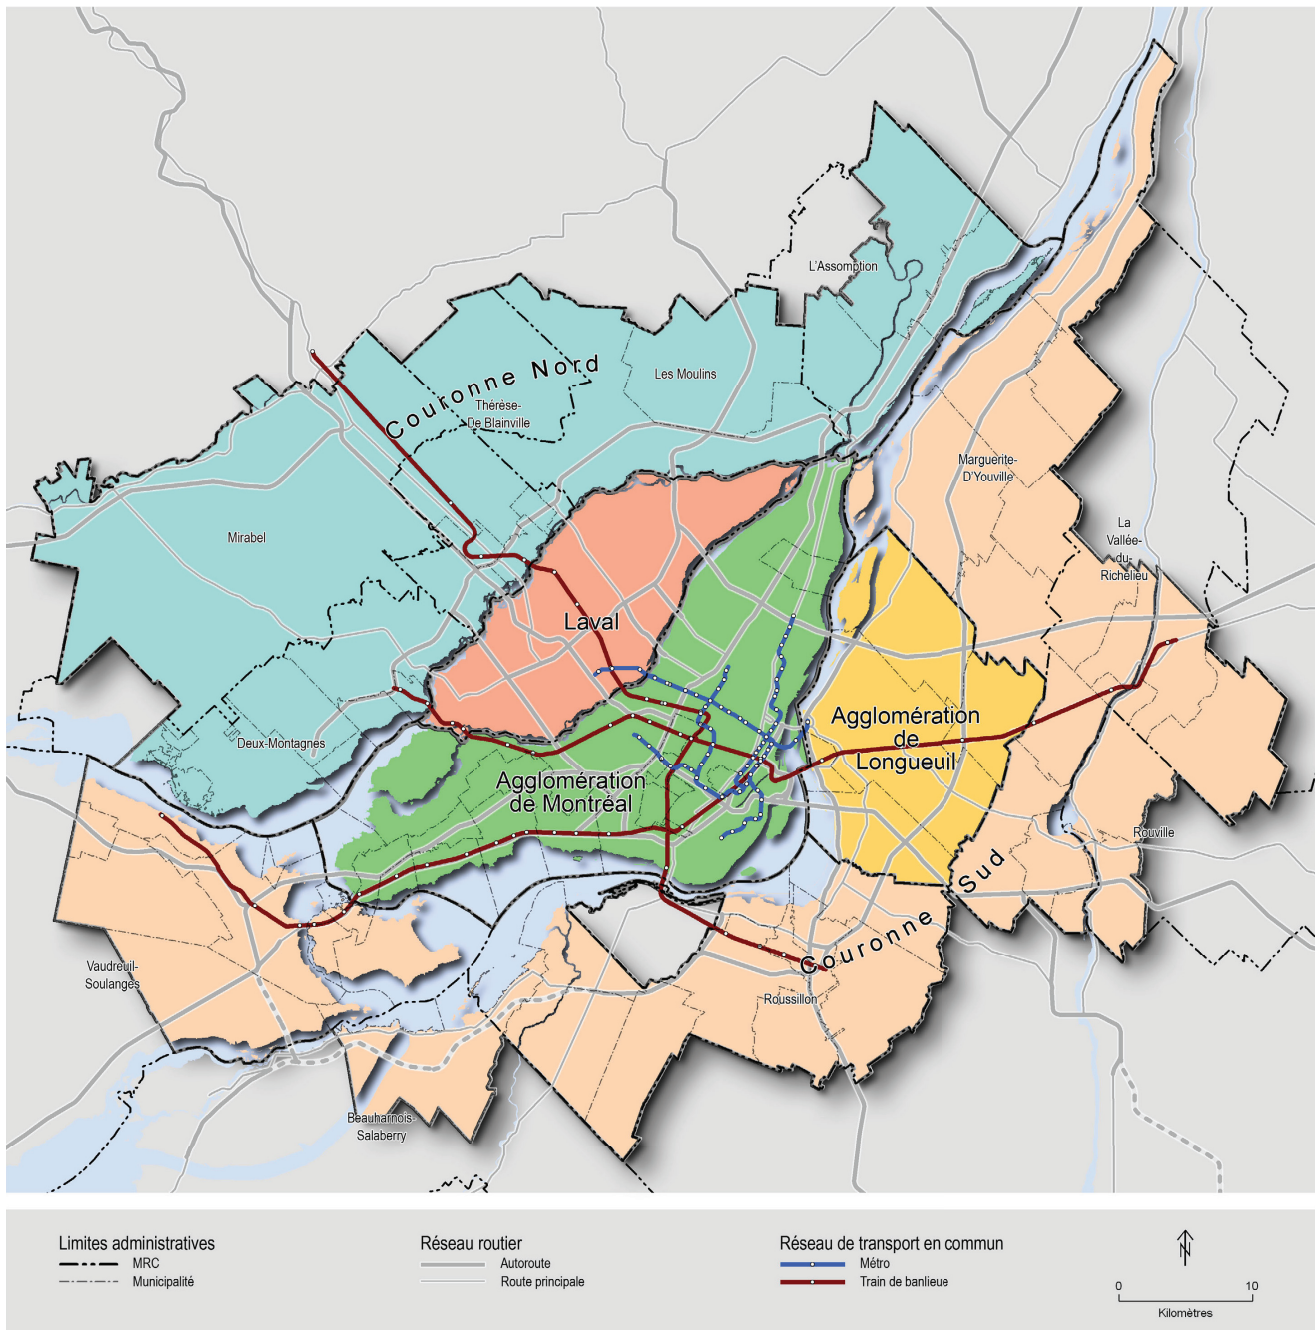 L'Assomption
Couronne Nord
Les Moulins
Thérèse-
De Blainville
Marguerite-
D'Youville
La
Vallée-
du-
Richelieu
Mirabel
Laval
Agglomération
de
Longueuil
Deux-Montagnes
Agglomération
de Montréal
Rouville
Couronne Sud
Vaudreuil-
Soulanges
Roussillon
Beauharnois-
Salaberry
Limites administratives
MRC
Municipalité
Réseau routier
Autoroute
Route principale
Réseau de transport en commun
Métro
Train de banlieue
N
0 10
Kilomètres